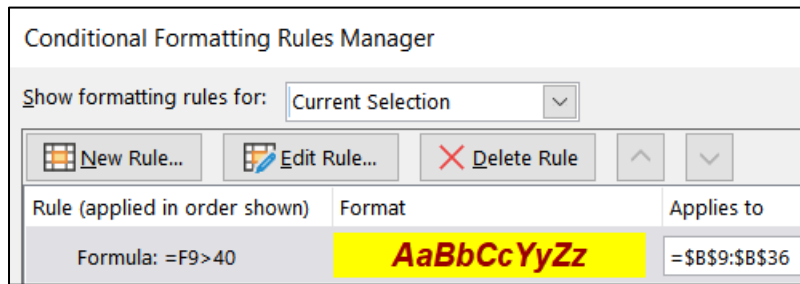 Conditional Formatting Rules Manager
Show formatting rules for: Current Selection
New Rule... Edit Rule... Delete Rule
Rule (applied in order shown) Format Applies to
Formula: =F9>40 AaBbCcYyZz =$B$9:$B$36